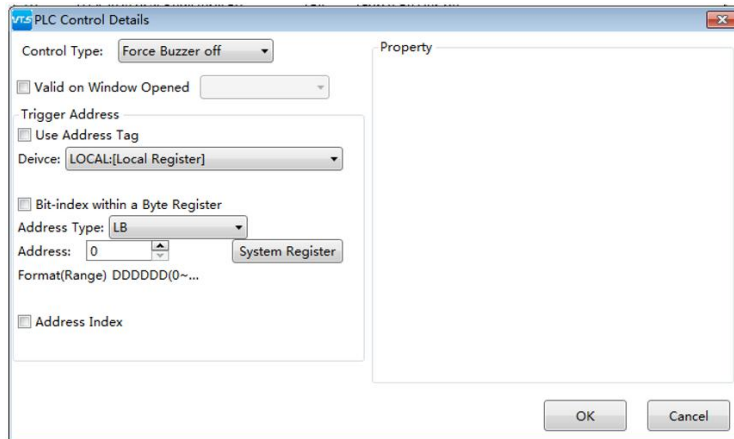 VT5 PLC Control Details
Control Type: Force Buzzer off
Property
Valid on Window Opened
Trigger Address
Use Address Tag
Deivce: LOCAL:[Local Register]
Bit-index within a Byte Register
Address Type: LB
Address: 0 System Register
Format(Range) DDDDDD(0~...
Address Index
OK Cancel